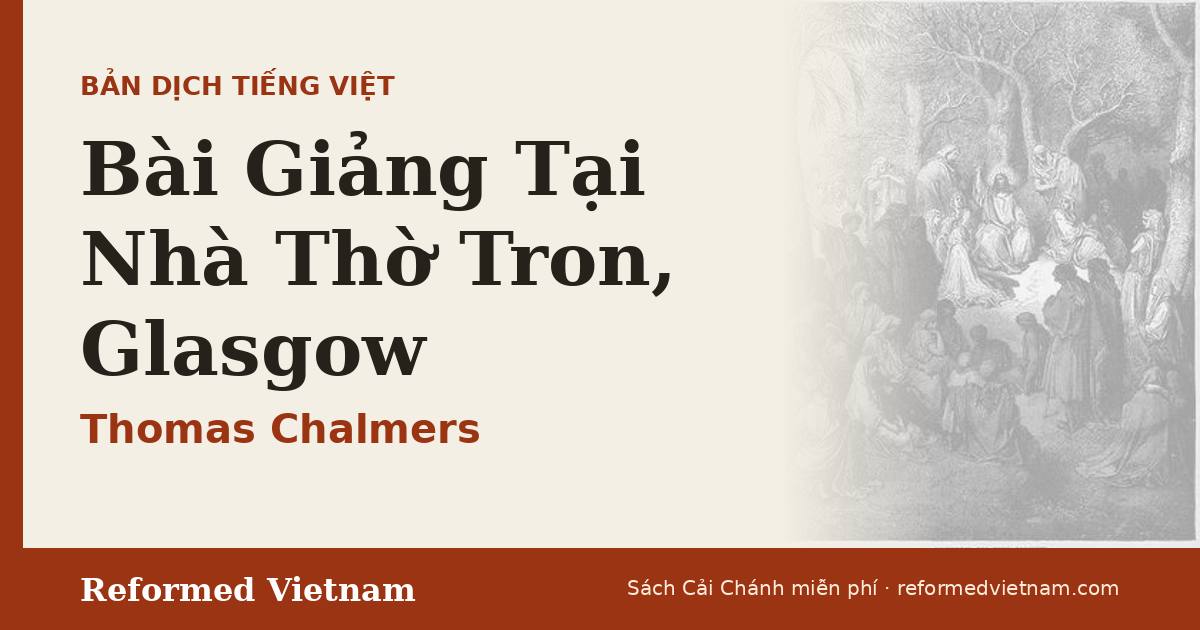 BẢN DỊCH TIẾNG VIỆT
Bài Giảng Tại
Nhà Thờ Tron,
Glasgow
Thomas Chalmers
Reformed Vietnam
Sách Cải Chánh miễn phí · reformedvietnam.com